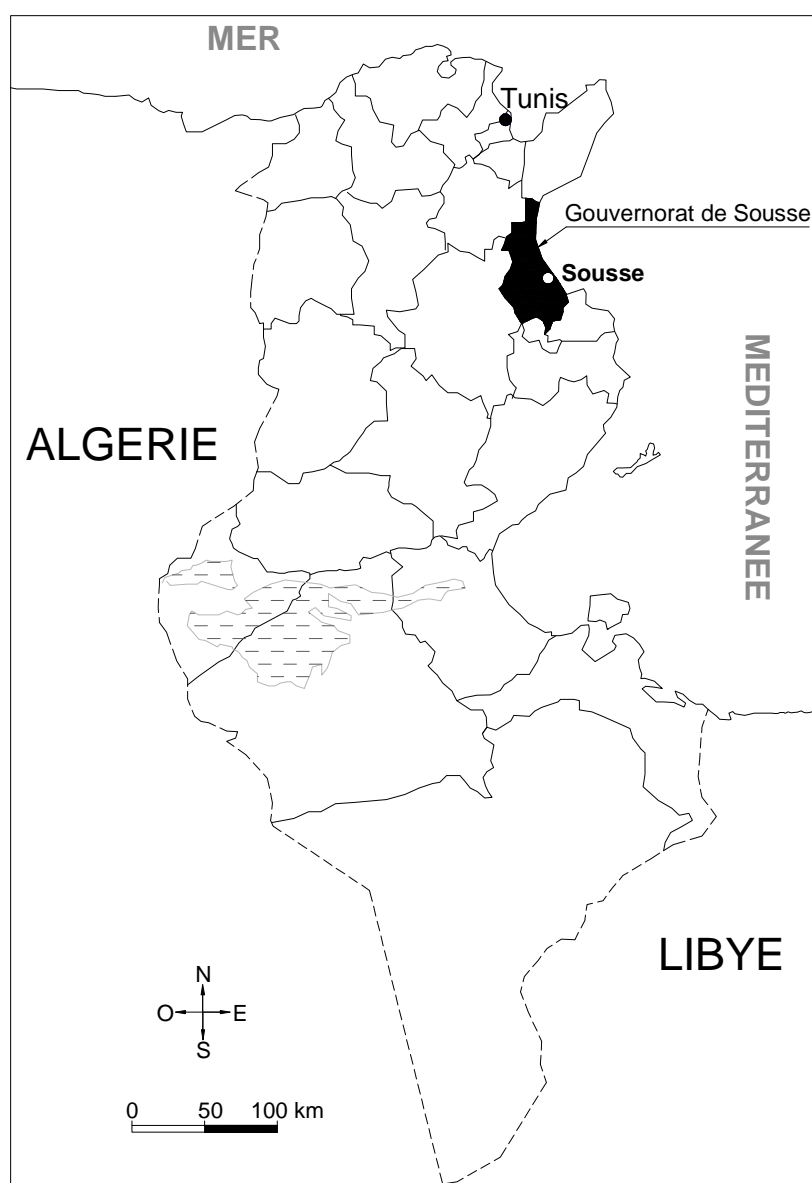 MER
Tunis
Gouvernorat de Sousse
Sousse
MEDITERRANEE
ALGERIE
LIBYE
N
O E
S
0 50 100 km